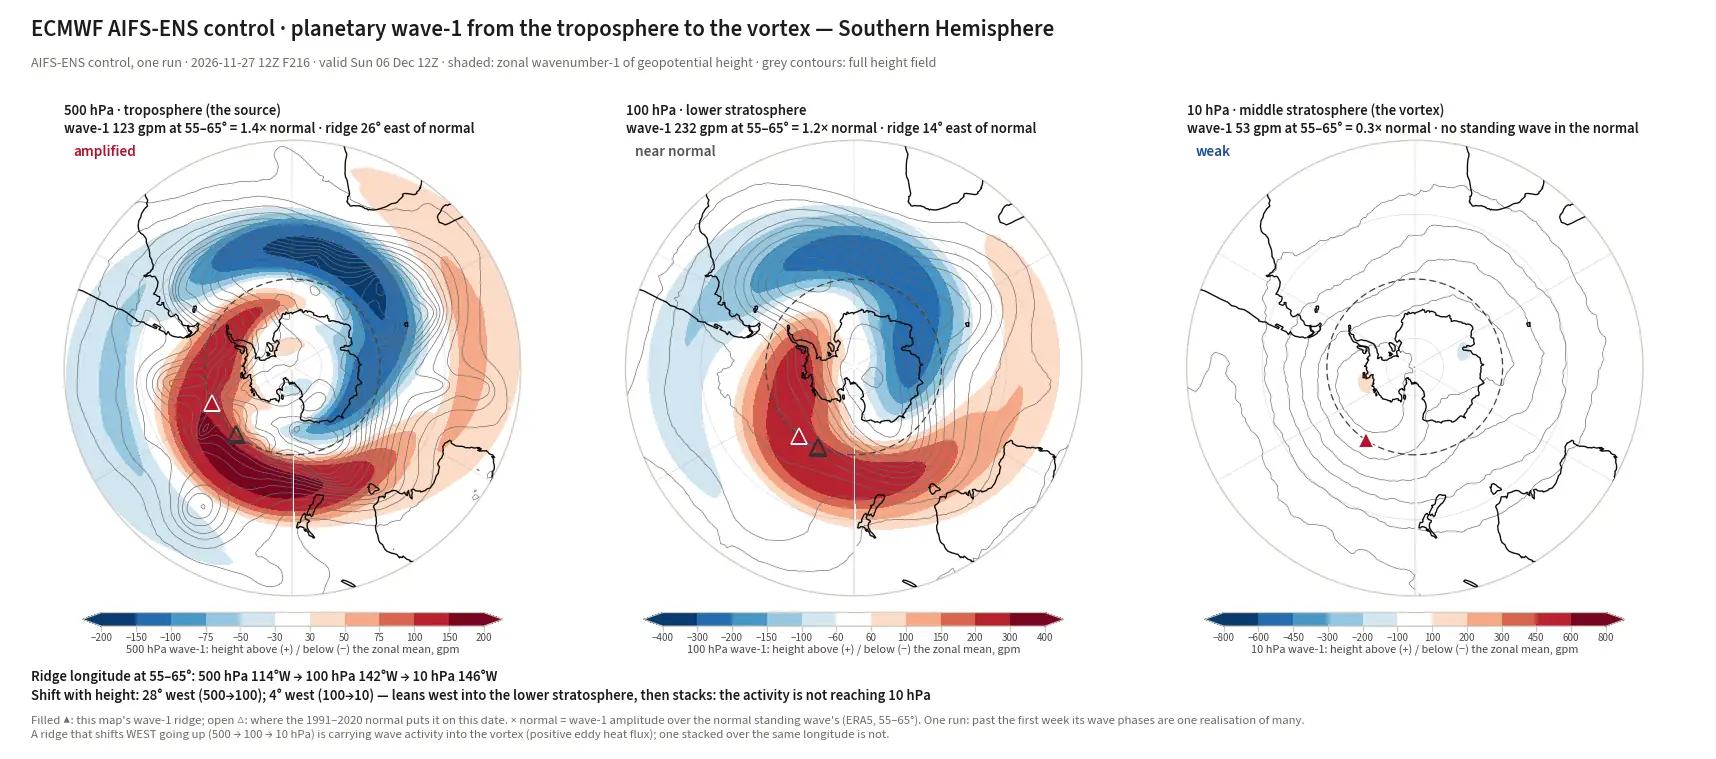 ECMWF AIFS-ENS control · planetary wave-1 from the troposphere to the vortex — Southern Hemisphere
AIFS-ENS control, one run · 2026-11-27 12Z F216 · valid Sun 06 Dec 12Z · shaded: zonal wavenumber-1 of geopotential height · grey contours: full height field
500 hPa · troposphere (the source)
wave-1 123 gpm at 55–65° = 1.4× normal · ridge 26° east of normal
amplified
100 hPa · lower stratosphere
wave-1 232 gpm at 55–65° = 1.2× normal · ridge 14° east of normal
near normal
10 hPa · middle stratosphere (the vortex)
wave-1 53 gpm at 55–65° = 0.3× normal · no standing wave in the normal
weak
−200 −150 −100 −75 −50 −30 30 50 75 100 150 200
500 hPa wave-1: height above (+) / below (−) the zonal mean, gpm
−400 −300 −200 −150 −100 −60 60 100 150 200 300 400
100 hPa wave-1: height above (+) / below (−) the zonal mean, gpm
−800 −600 −450 −300 −200 −100 100 200 300 450 600 800
10 hPa wave-1: height above (+) / below (−) the zonal mean, gpm
Ridge longitude at 55–65°: 500 hPa 114°W → 100 hPa 142°W → 10 hPa 146°W
Shift with height: 28° west (500→100); 4° west (100→10) — leans west into the lower stratosphere, then stacks: the activity is not reaching 10 hPa
Filled ▲: this map's wave-1 ridge; open △: where the 1991–2020 normal puts it on this date. × normal = wave-1 amplitude over the normal standing wave's (ERA5, 55–65°). One run: past the first week its wave phases are one realisation of many.
A ridge that shifts WEST going up (500 → 100 → 10 hPa) is carrying wave activity into the vortex (positive eddy heat flux); one stacked over the same longitude is not.